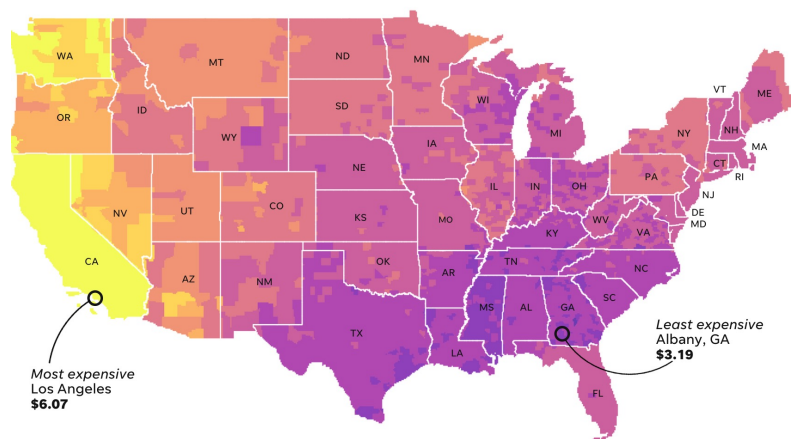 WA
MT
ND
MN
VT
ME
OR
ID
SD
WI
NH
WY
MI
NY
MA
IA
CT
RI
NE
PA
NJ
IL
IN
OH
NV
UT
CO
DE
MD
KS
MO
WV
VA
KY
CA
AZ
NM
OK
AR
TN
NC
SC
MS
AL
GA
TX
LA
FL
Most expensive
Los Angeles
$6.07
Least expensive
Albany, GA
$3.19